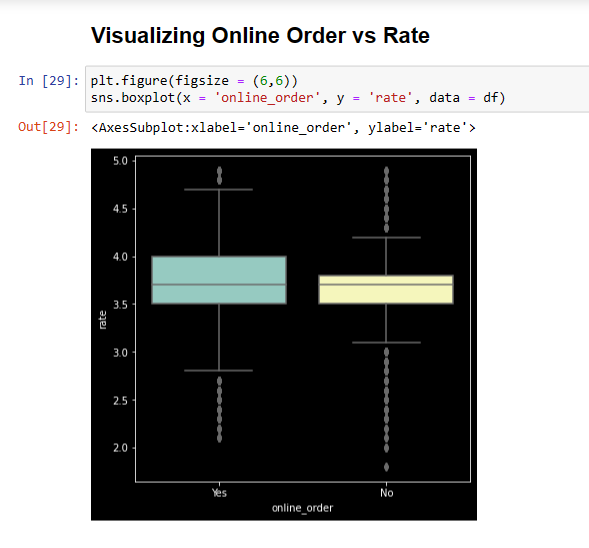 Visualizing Online Order vs Rate
In [29]: plt.figure(figsize = (6,6))
sns.boxplot(x = 'online_order', y = 'rate', data = df)
Out[29]: <AxesSubplot:xlabel='online_order', ylabel='rate'>
5.0
4.5
4.0
3.5
3.0
2.5
2.0
rate
Yes No
online_order